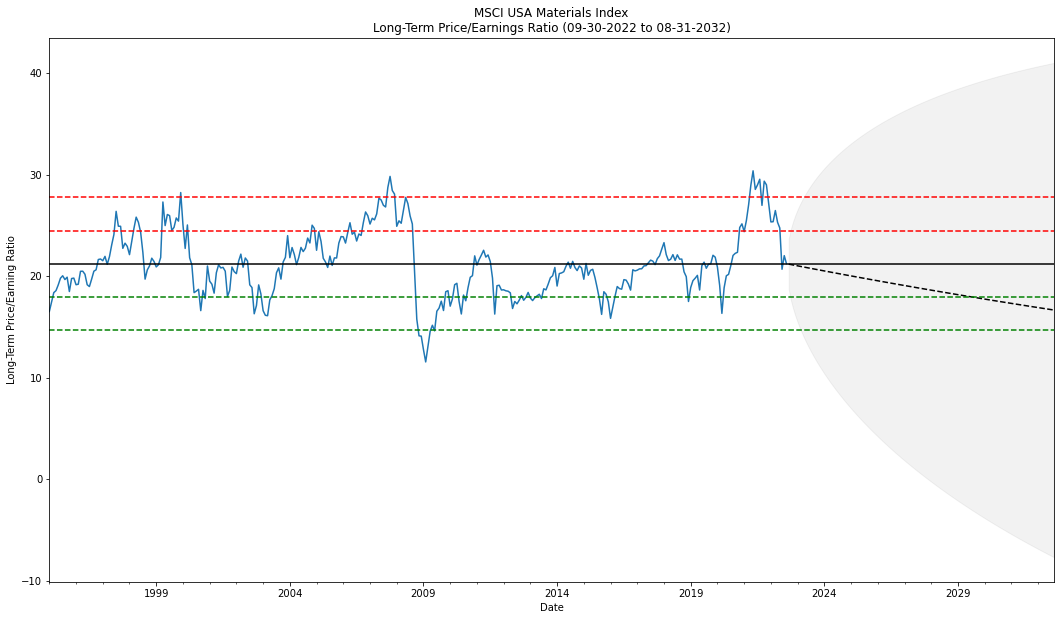 MSCI USA Materials Index
Long-Term Price/Earnings Ratio (09-30-2022 to 08-31-2032)
40
30
20
10
0
−10
Long-Term Price/Earning Ratio
1999 2004 2009 2014 2019 2024 2029
Date